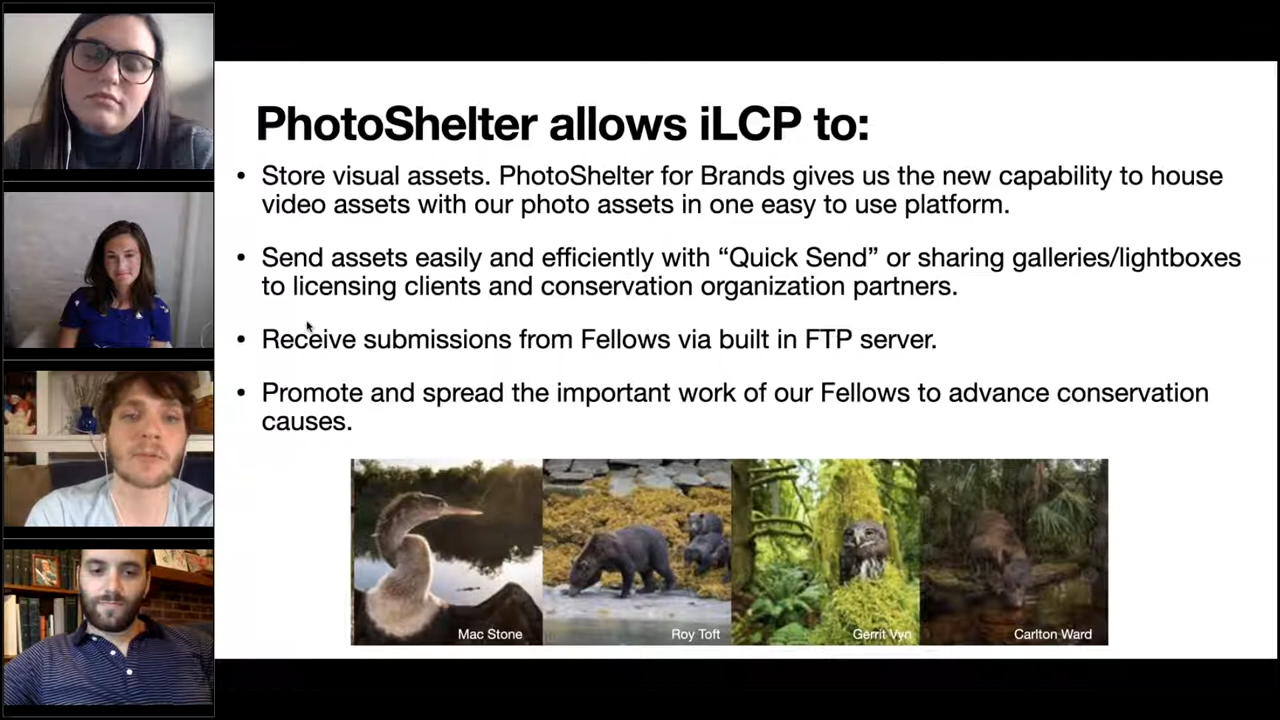 PhotoShelter allows iLCP to:
• Store visual assets. PhotoShelter for Brands gives us the new capability to house
video assets with our photo assets in one easy to use platform.
• Send assets easily and efficiently with “Quick Send” or sharing galleries/lightboxes
to licensing clients and conservation organization partners.
• Receive submissions from Fellows via built in FTP server.
• Promote and spread the important work of our Fellows to advance conservation
causes.
Mac Stone
Roy Toft
Gerrit Vyn
Carlton Ward